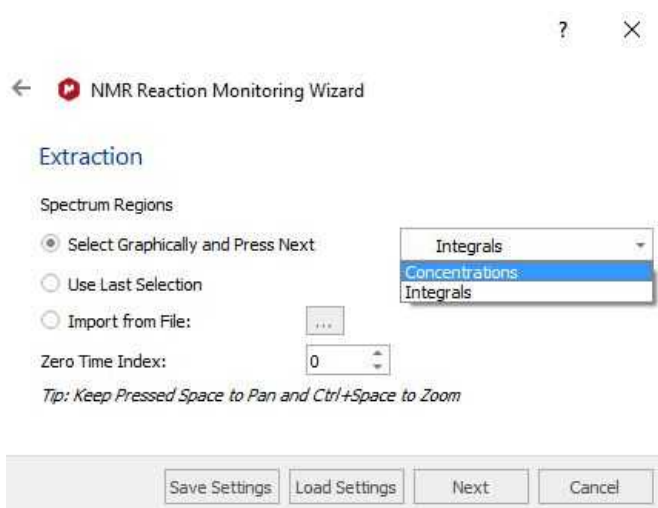 ?
NMR Reaction Monitoring Wizard
Extraction
Spectrum Regions
Select Graphically and Press Next
Integrals
Concentrations
Integrals
Use Last Selection
Import from File:
...
Zero Time Index:
0
Tip: Keep Pressed Space to Pan and Ctrl+Space to Zoom
Save Settings
Load Settings
Next
Cancel